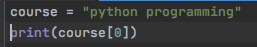 course = "python programming"
print(course[0])